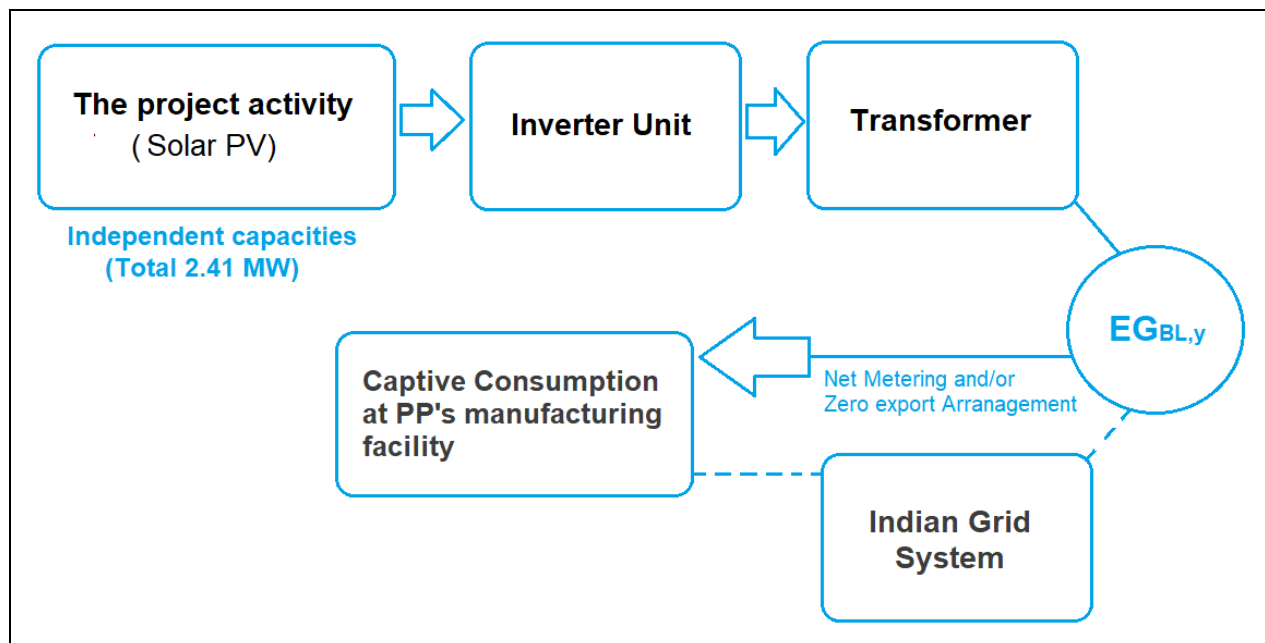 The project activity
( Solar PV)
Inverter Unit
Transformer
Independent capacities
(Total 2.41 MW)
EGBL,y
Net Metering and/or
Zero export Arranagement
Captive Consumption
at PP's manufacturing
facility
Indian Grid
System